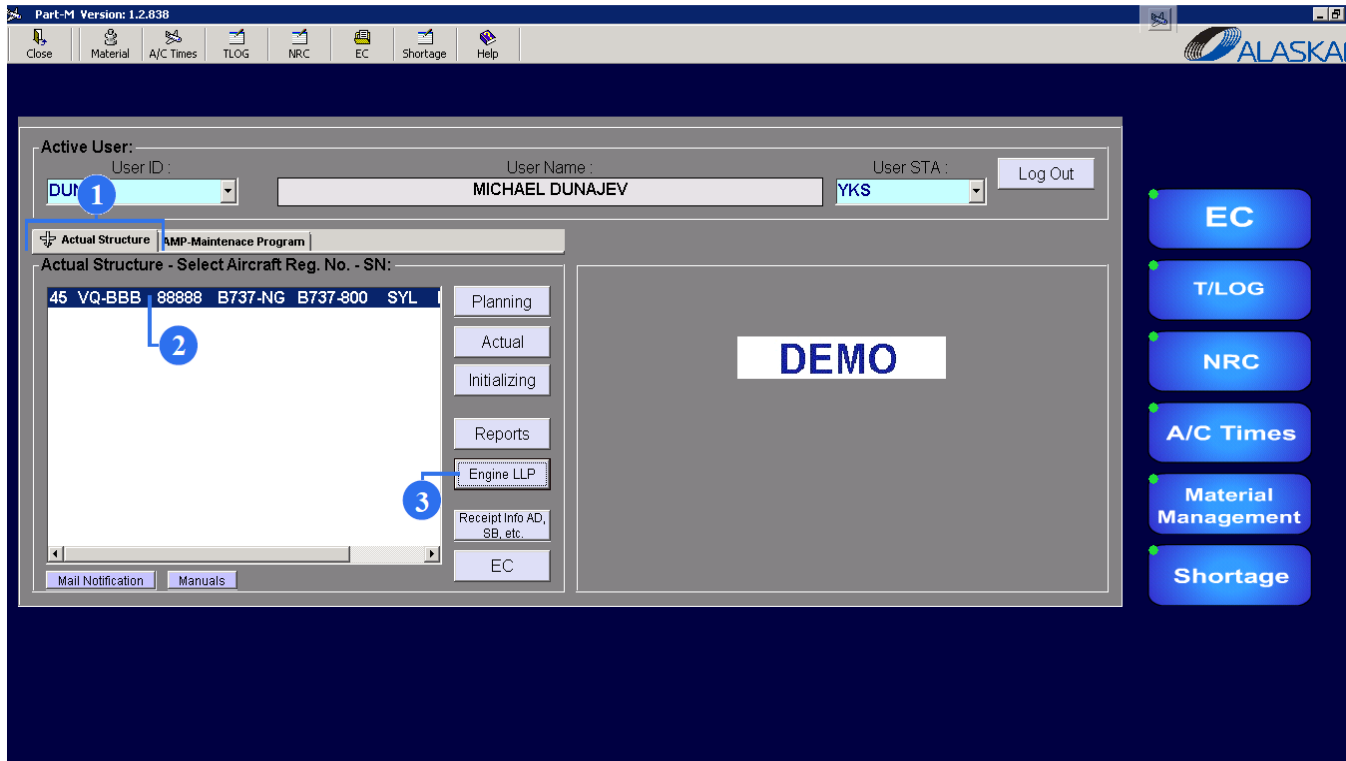 Part-M Version: 1.2.838
Close Material A/C Times TLOG NRC EC Shortage Help
ALASKA
Active User:
User ID : User Name : User STA :
DUN MICHAEL DUNAJEV YKS Log Out
1
Actual Structure AMP-Maintenace Program
Actual Structure - Select Aircraft Reg. No. - SN:
45 VQ-BBB 88888 B737-NG B737-800 SYL
2
Planning
Actual
Initializing
Reports
Engine LLP
3
Receipt Info AD,
SB, etc.
EC
Mail Notification Manuals
DEMO
EC
T/LOG
NRC
A/C Times
Material
Management
Shortage